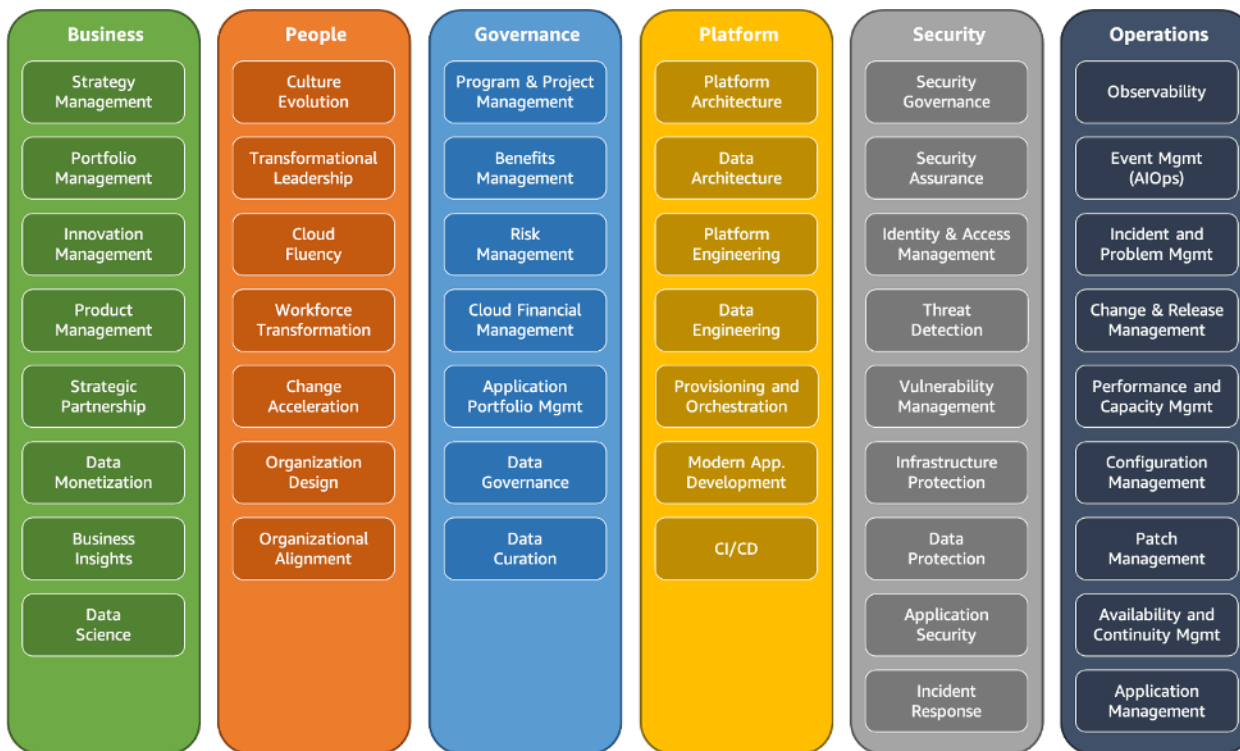 Business
Strategy
Management
Portfolio
Management
Innovation
Management
Product
Management
Strategic
Partnership
Data
Monetization
Business
Insights
Data
Science
People
Culture
Evolution
Transformational
Leadership
Cloud
Fluency
Workforce
Transformation
Change
Acceleration
Organization
Design
Organizational
Alignment
Governance
Program & Project
Management
Benefits
Management
Risk
Management
Cloud Financial
Management
Application
Portfolio Mgmt
Data
Governance
Data
Curation
Platform
Platform
Architecture
Data
Architecture
Platform
Engineering
Data
Engineering
Provisioning and
Orchestration
Modern App.
Development
CI/CD
Security
Security
Governance
Security
Assurance
Identity & Access
Management
Threat
Detection
Vulnerability
Management
Infrastructure
Protection
Data
Protection
Application
Security
Incident
Response
Operations
Observability
Event Mgmt
(AIOps)
Incident and
Problem Mgmt
Change & Release
Management
Performance and
Capacity Mgmt
Configuration
Management
Patch
Management
Availability and
Continuity Mgmt
Application
Management